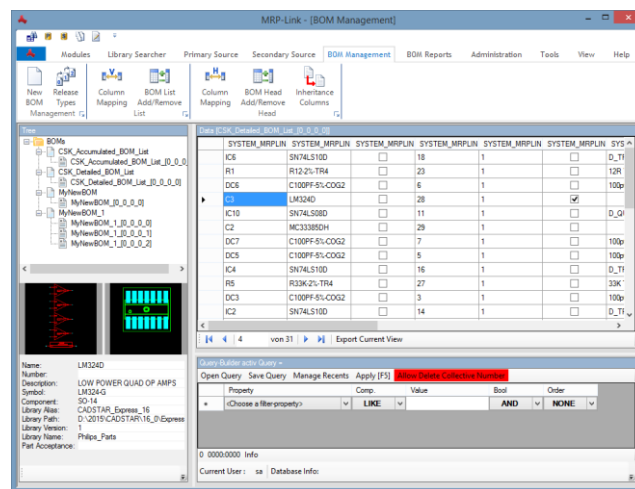 MRP-Link - [BOM Management]
Modules Library Searcher Primary Source Secondary Source BOM Management BOM Reports Administration Tools View Help
New BOM Release Types Column Mapping BOM List Add/Remove Column Mapping BOM Head Add/Remove Inheritance Columns
Management List Head
Tree
BOMs
CSK_Accumulated_BOM_List
CSK_Accumulated_BOM_List_[0_0_0
CSK_Detailed_BOM_List
CSK_Detailed_BOM_List_[0_0_0_0]
MyNewBOM
MyNewBOM_[0_0_0_0]
MyNewBOM_1
MyNewBOM_1_[0_0_0_0]
MyNewBOM_1_[0_0_0_1]
MyNewBOM_1_[0_0_0_2]
Data [CSK_Detailed_BOM_List_[0_0_0_0]]
SYSTEM_MRPLIN SYSTEM_MRPLIN SYSTEM_MRPLIN SYSTEM_MRPLIN SYSTEM_MRPLIN SYSTEM_MRPLIN SYS
IC6 SN74LS10D 18 1 D_TF
R1 R12-2%-TR4 23 1 12R
DC6 C100PF-5%-COG2 6 1 100p
C3 LM324D 28 1
IC10 SN74LS08D 11 1 D_QU
C2 MC33385DH 29 1
DC7 C100PF-5%-COG2 7 1 100p
DC5 C100PF-5%-COG2 5 1 100p
IC4 SN74LS10D 16 1 D_TF
R5 R33K-2%-TR4 27 1 33K
DC3 C100PF-5%-COG2 3 1 100p
IC2 SN74LS10D 14 1 D_TF
4 von 31 Export Current View
Name: LM324D
Number:
Description: LOW POWER QUAD OP AMPS
Symbol: LM324-G
Component: SO-14
Library Alias: CADSTAR_Express_16
Library Path: D:\2015\CADSTAR\16_0\Express
Library Version: 1
Library Name: Philips_Parts
Part Acceptance:
Query-Builder activ Query =
Open Query Save Query Manage Recents Apply [F5] Allow Delete Collective Number
Property Comp. Value Bool Order
<Choose a filter-property> LIKE AND NONE
0 0000:0000 Info
Current User : sa Database Info: